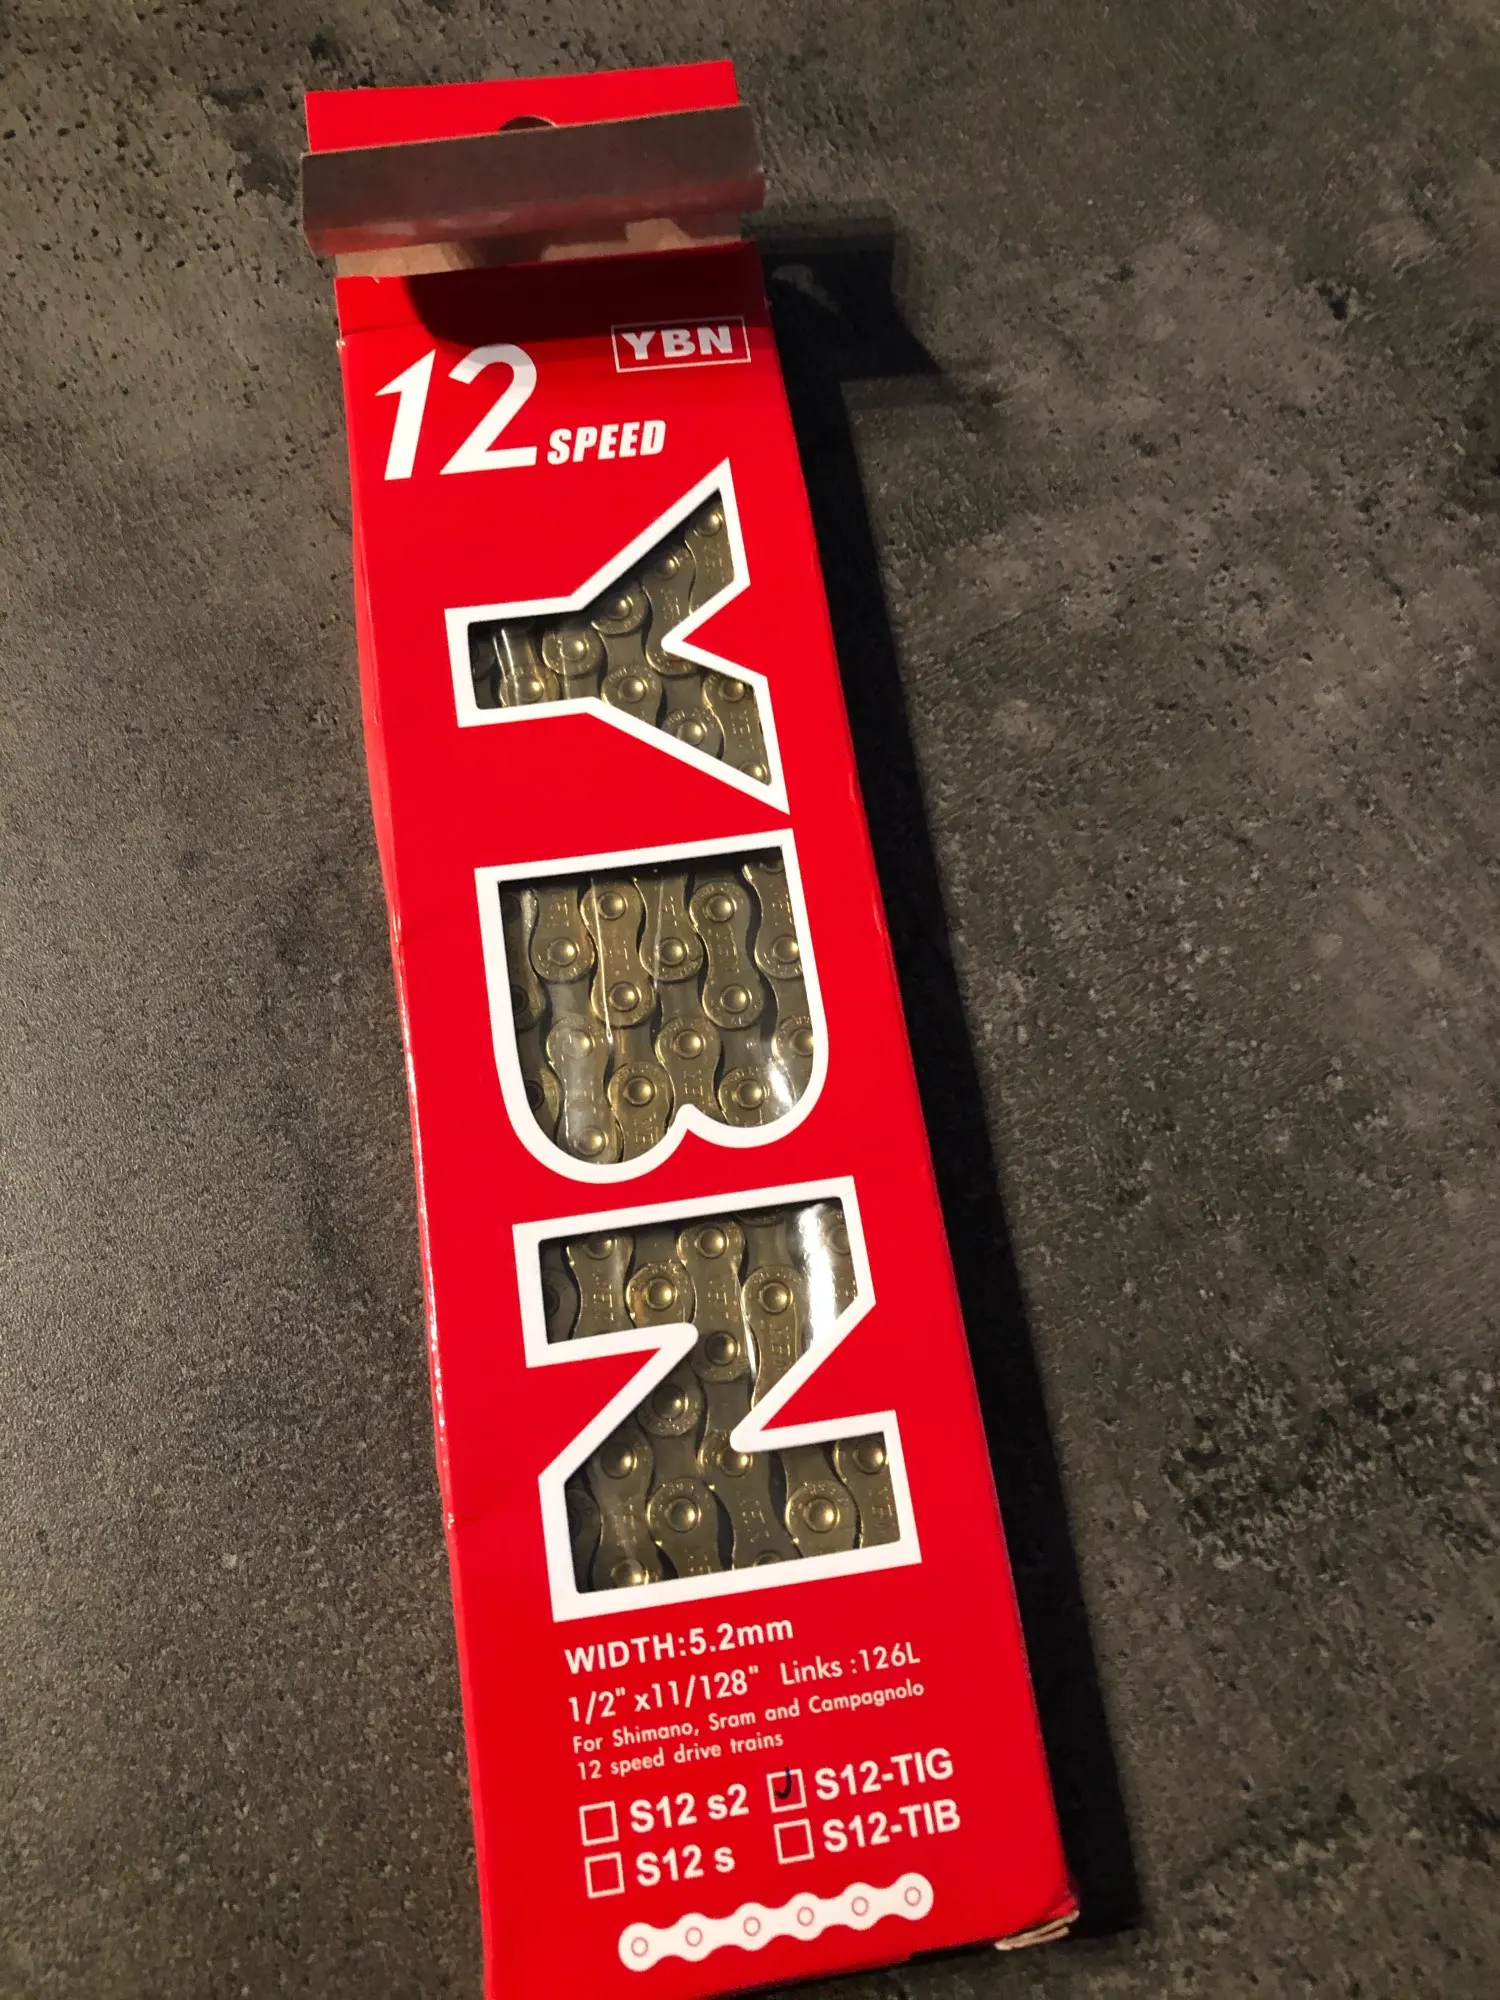 YBN
12 SPEED
YBN
WIDTH:5.2mm
1/2" x11/128" Links :126L
For Shimano, Sram and Campagnolo
12 speed drive trains
S12 s2 S12-TIG
S12 s S12-TIB